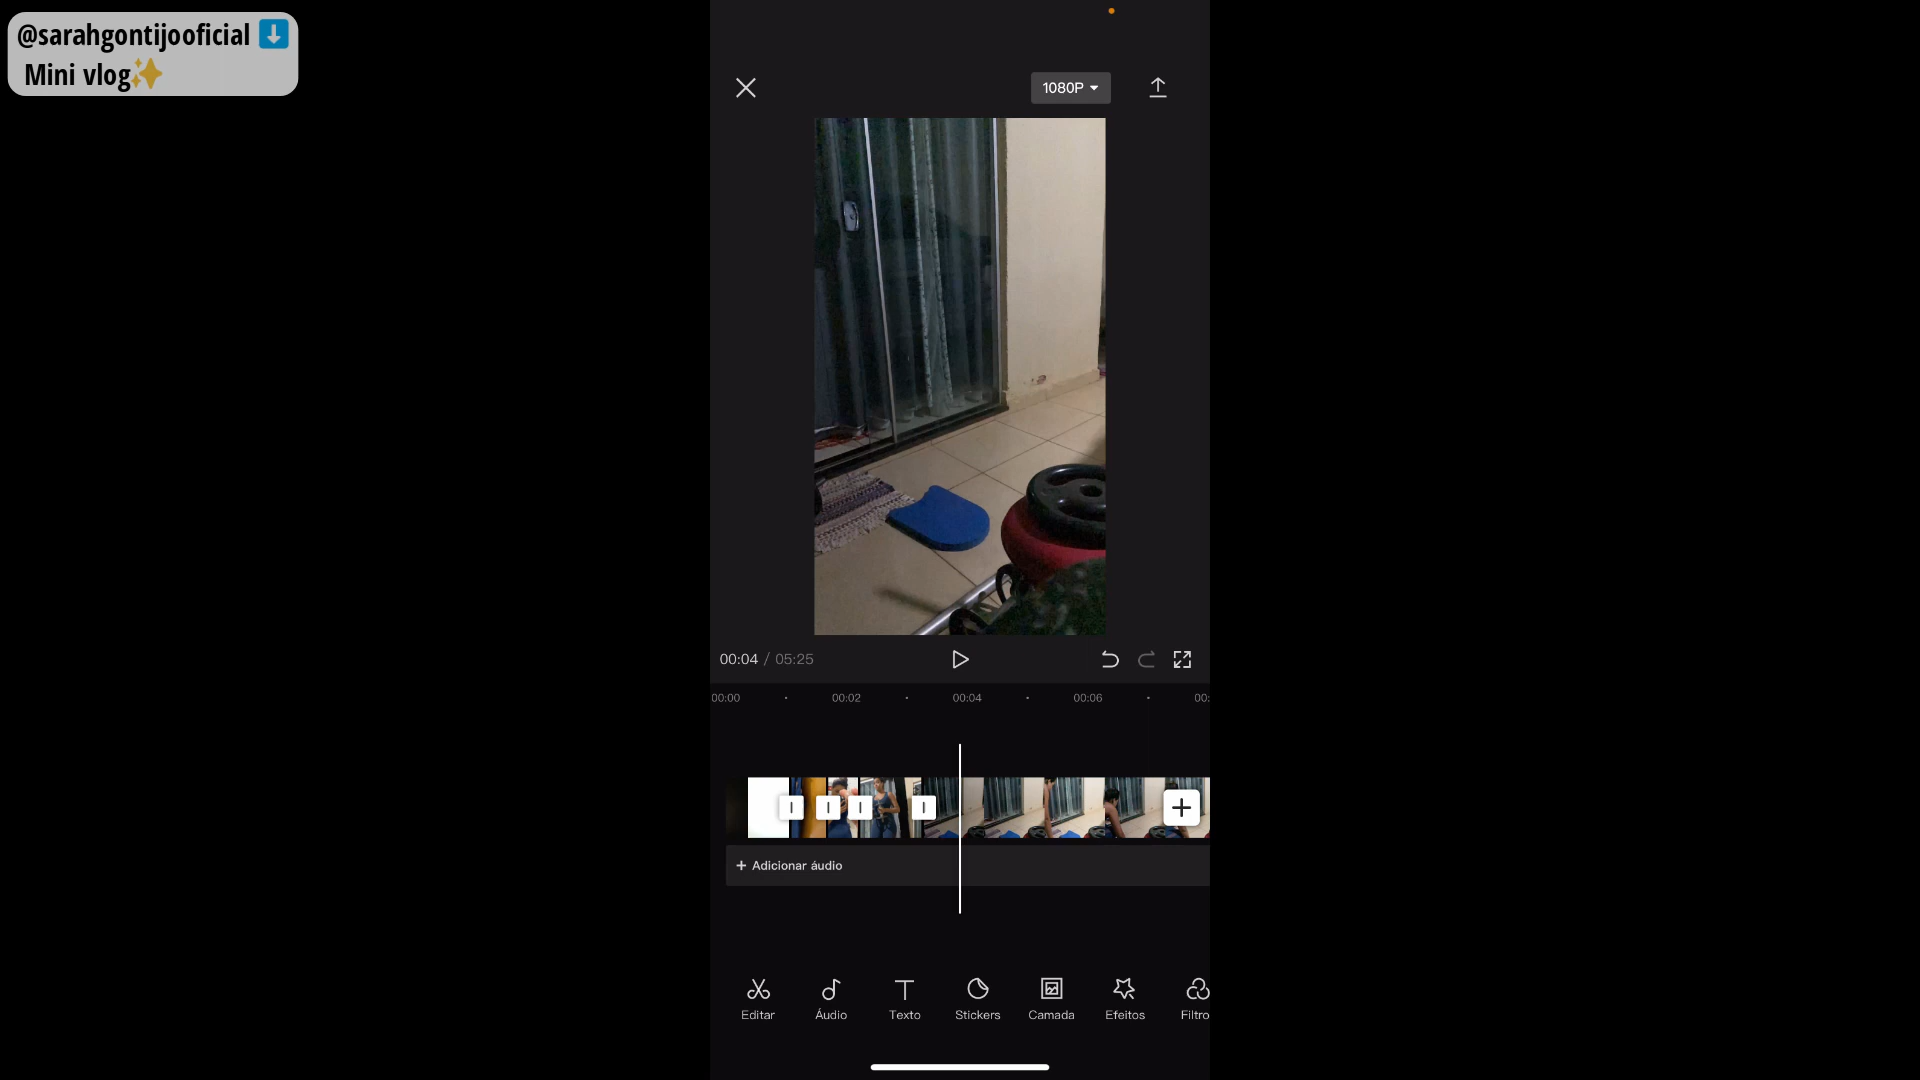 @sarahgontijooficial ⬇️
Mini vlog✨
1080P
00:04 / 05:25
00:00 00:02 00:04 00:06 00:
+ Adicionar áudio
Editar Áudio Texto Stickers Camada Efeitos Filtro